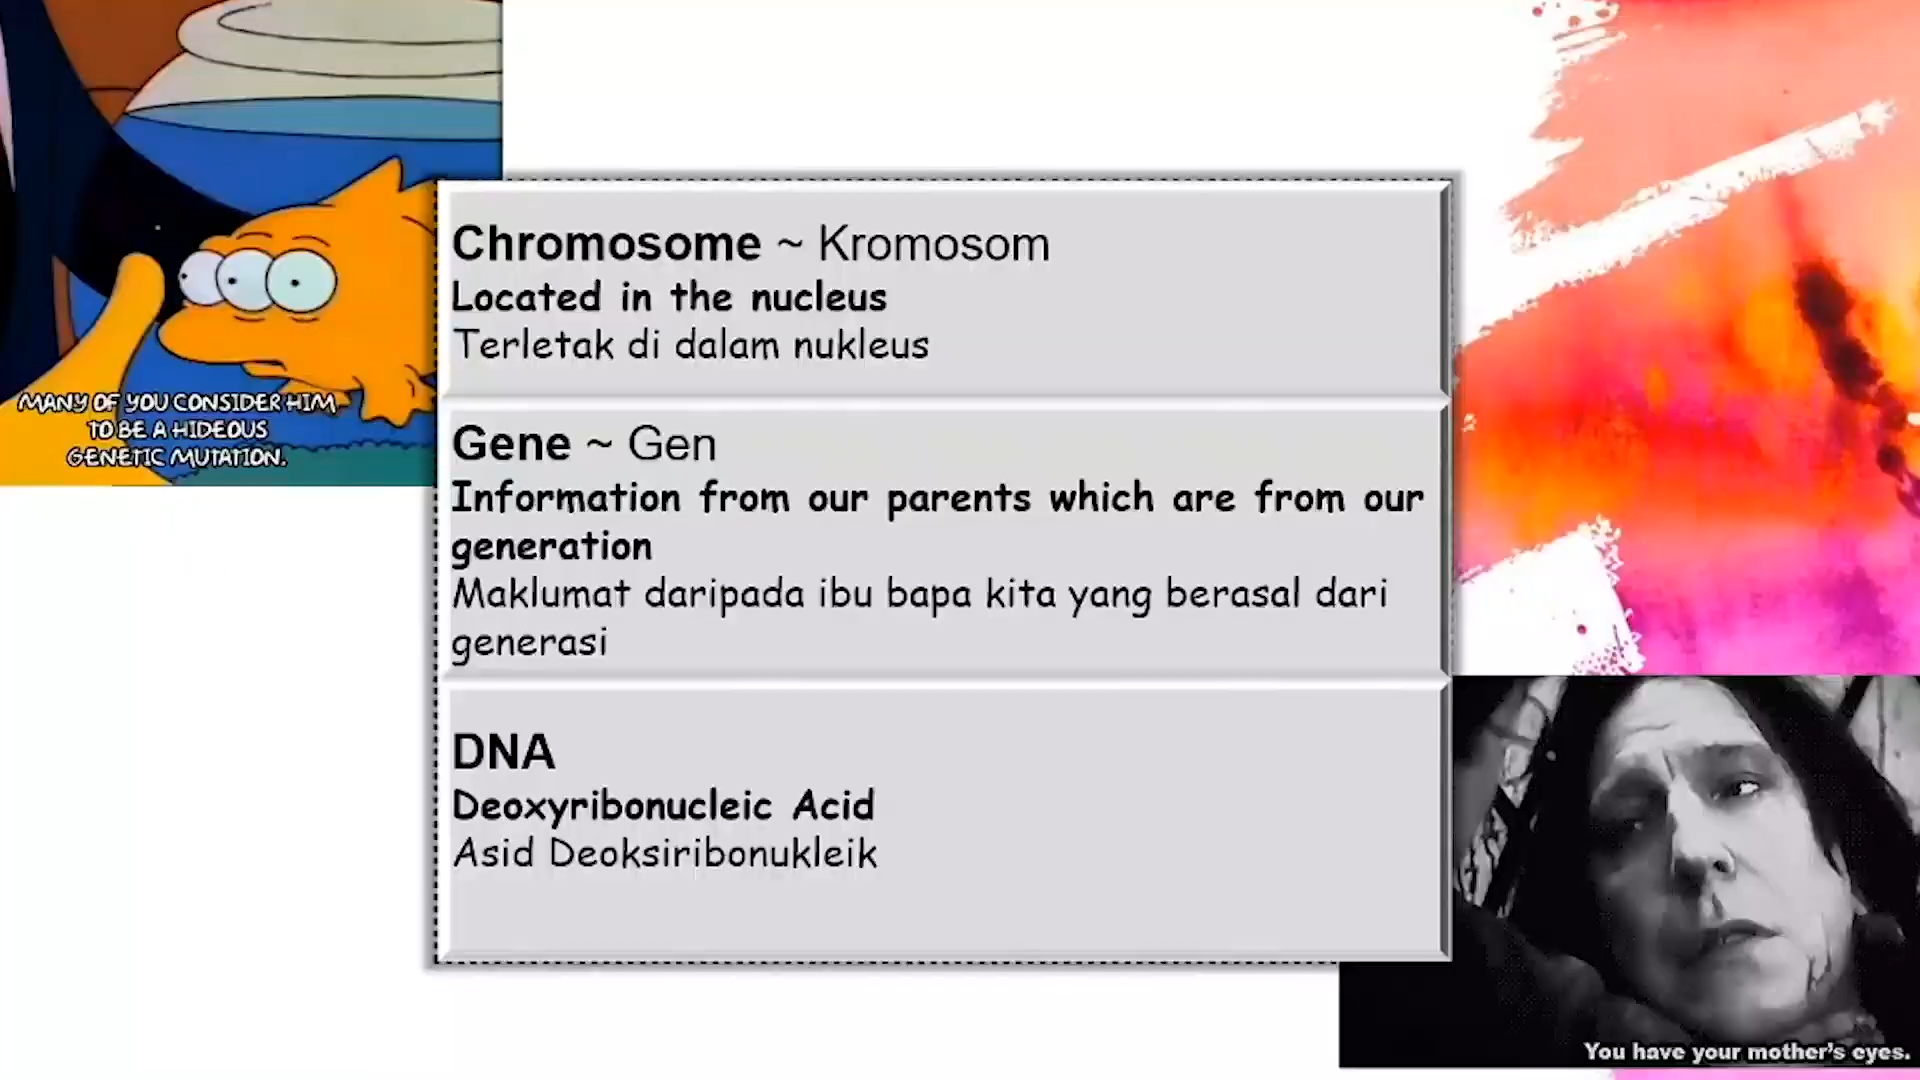 MANY OF YOU CONSIDER HIM
TO BE A HIDEOUS
GENETIC MUTATION.
Chromosome ~ Kromosom
Located in the nucleus
Terletak di dalam nukleus
Gene ~ Gen
Information from our parents which are from our
generation
Maklumat daripada ibu bapa kita yang berasal dari
generasi
DNA
Deoxyribonucleic Acid
Asid Deoksiribonukleik
You have your mother's eyes.